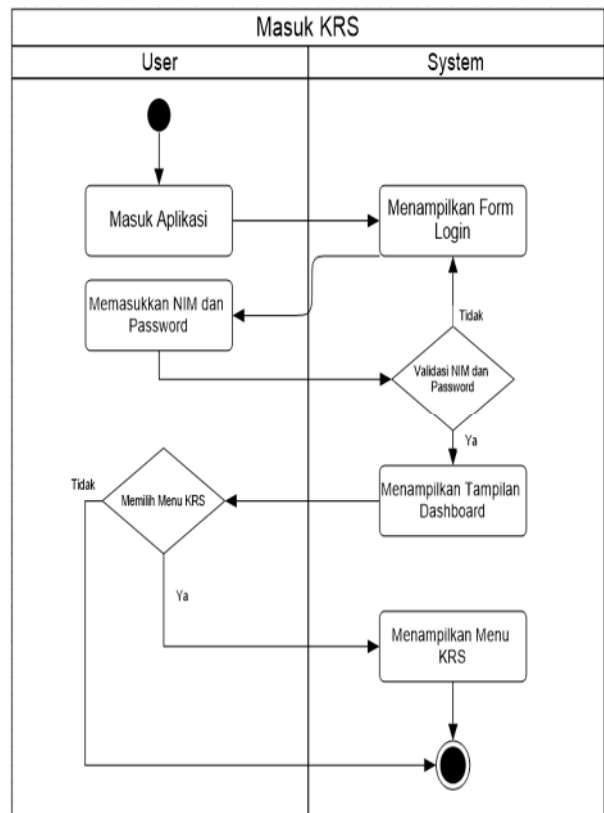 Masuk KRS
User
System
Masuk Aplikasi
Menampilkan Form
Login
Memasukkan NIM dan
Password
Tidak
Validasi NIM dan
Password
Ya
Menampilkan Tampilan
Dashboard
Tidak
Memilih Menu KRS
Ya
Menampilkan Menu
KRS